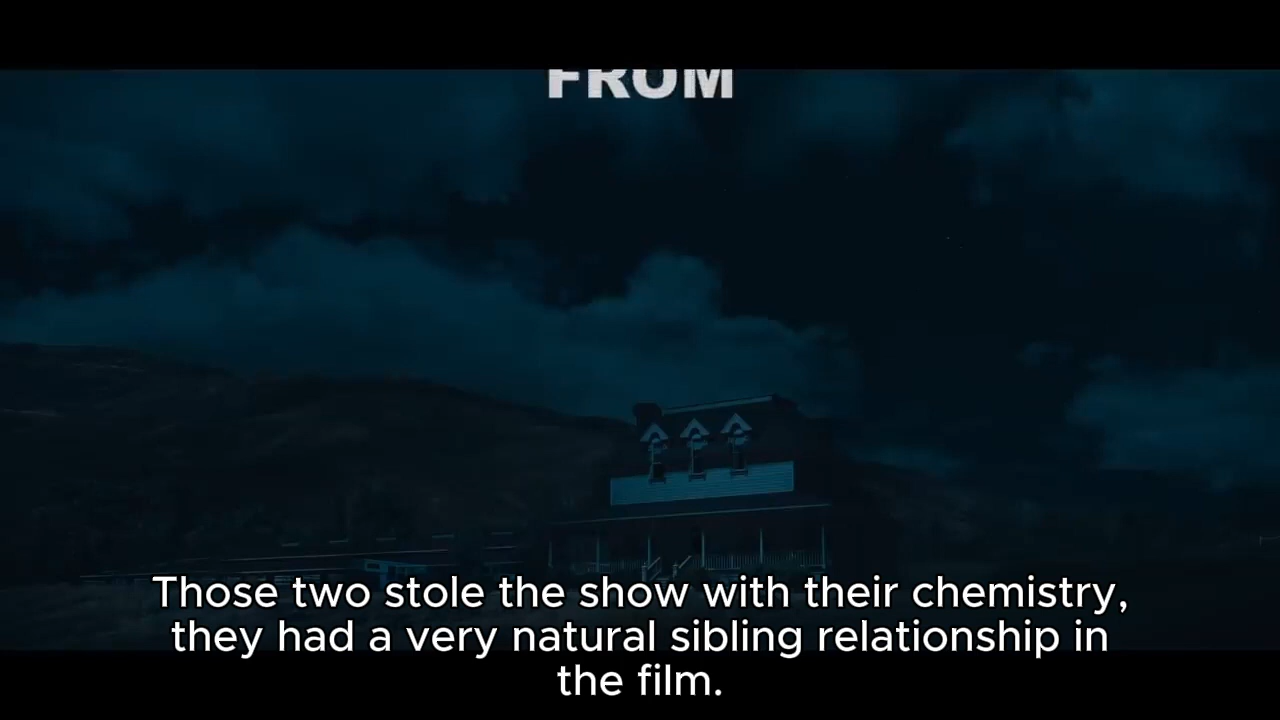 FROM
Those two stole the show with their chemistry,
they had a very natural sibling relationship in
the film.